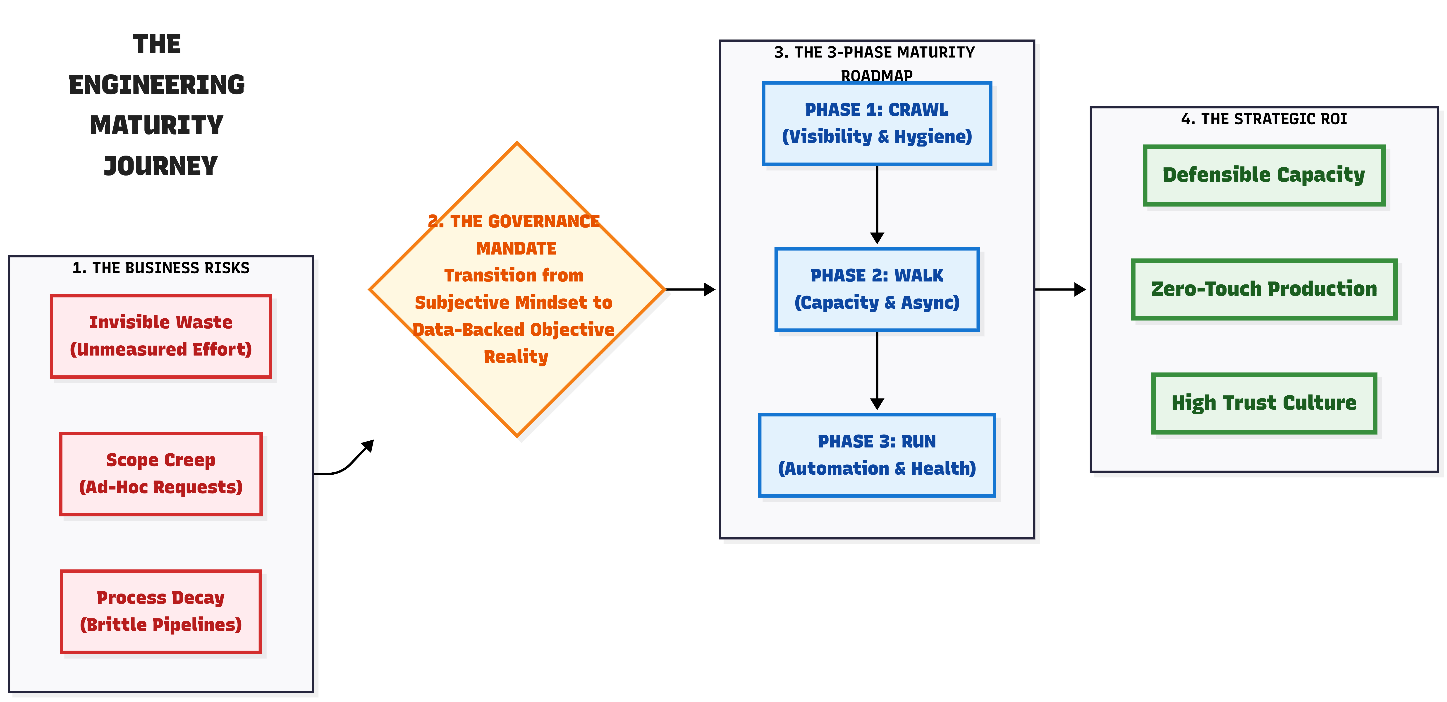 THE
ENGINEERING
MATURITY
JOURNEY
1. THE BUSINESS RISKS
Invisible Waste
(Unmeasured Effort)
Scope Creep
(Ad-Hoc Requests)
Process Decay
(Brittle Pipelines)
2. THE GOVERNANCE
MANDATE
Transition from
Subjective Mindset to
Data-Backed Objective
Reality
3. THE 3-PHASE MATURITY
ROADMAP
PHASE 1: CRAWL
(Visibility & Hygiene)
PHASE 2: WALK
(Capacity & Async)
PHASE 3: RUN
(Automation & Health)
4. THE STRATEGIC ROI
Defensible Capacity
Zero-Touch Production
High Trust Culture